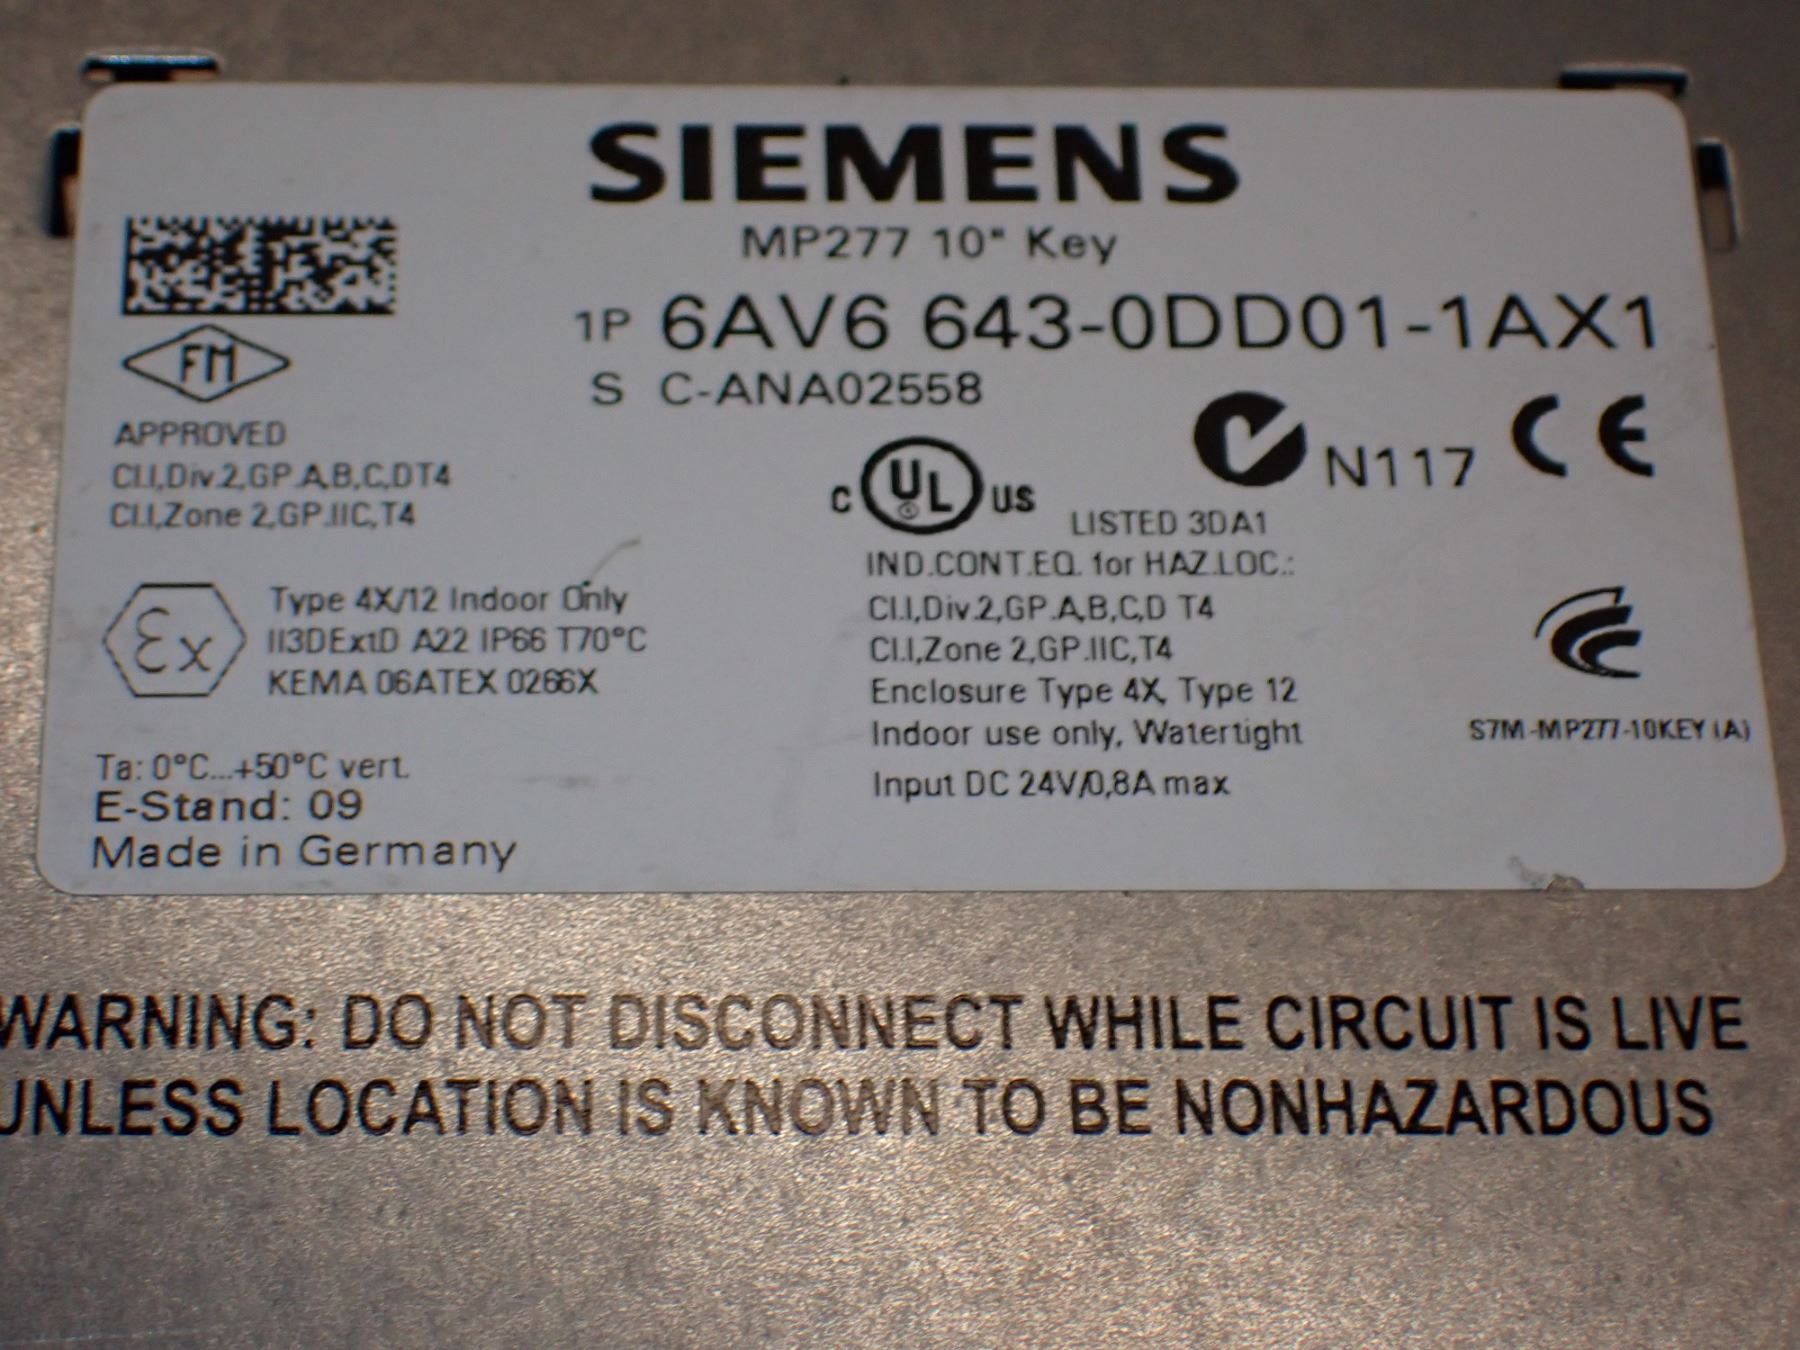 SIEMENS
MP277 10" Key
1P 6AV6 643-0DD01-1AX1
S C-ANA02558
FM
APPROVED
CI.I,Div.2,GP.A,B,C,DT4
CI.I,Zone 2,GP.IIC,T4
N117 CE
C UL US
LISTED 3DA1
IND.CONT.EQ. for HAZ.LOC.:
CI.I,Div.2,GP.A,B,C,D T4
CI.I,Zone 2,GP.IIC,T4
Enclosure Type 4X, Type 12
Indoor use only, Watertight
Input DC 24V/0,8A max
Ex
Type 4X/12 Indoor Only
II3DExtD A22 IP66 T70°C
KEMA 06ATEX 0266X
S7M-MP277-10KEY (A)
Ta: 0°C...+50°C vert.
E-Stand: 09
Made in Germany
WARNING: DO NOT DISCONNECT WHILE CIRCUIT IS LIVE
UNLESS LOCATION IS KNOWN TO BE NONHAZARDOUS